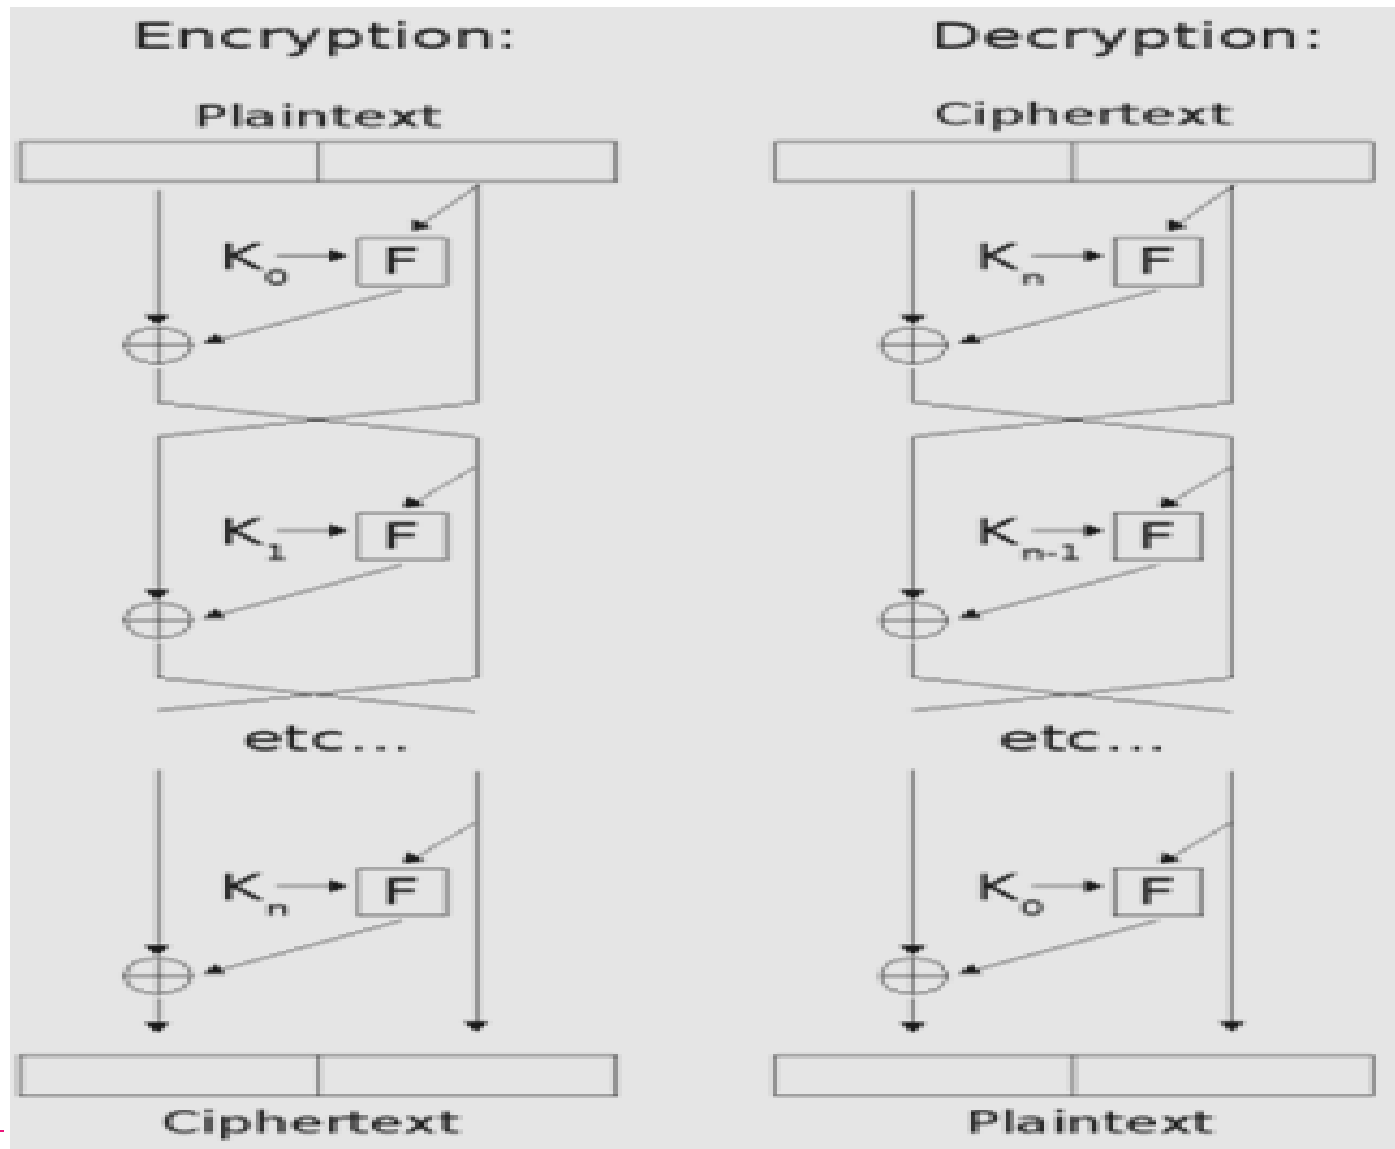 Encryption:
Plaintext
K0
F
K1
F
etc...
Kn
F
Ciphertext
Decryption:
Ciphertext
Kn
F
Kn-1
F
etc...
K0
F
Plaintext